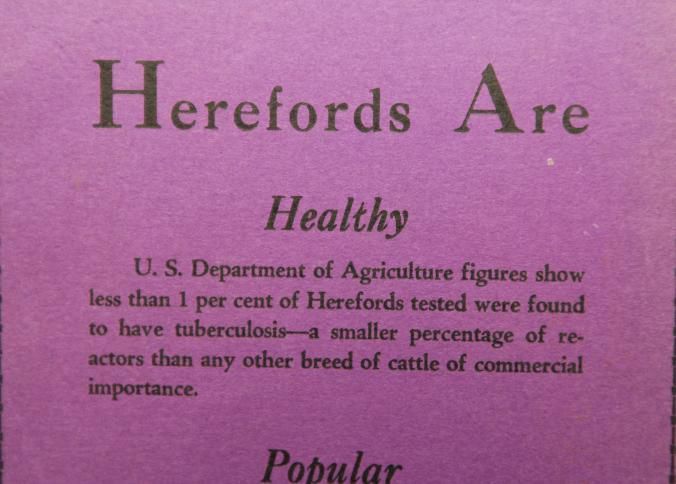 Herefords Are
Healthy
U. S. Department of Agriculture figures show
less than 1 per cent of Herefords tested were found
to have tuberculosis—a smaller percentage of re-
actors than any other breed of cattle of commercial
importance.
Popular